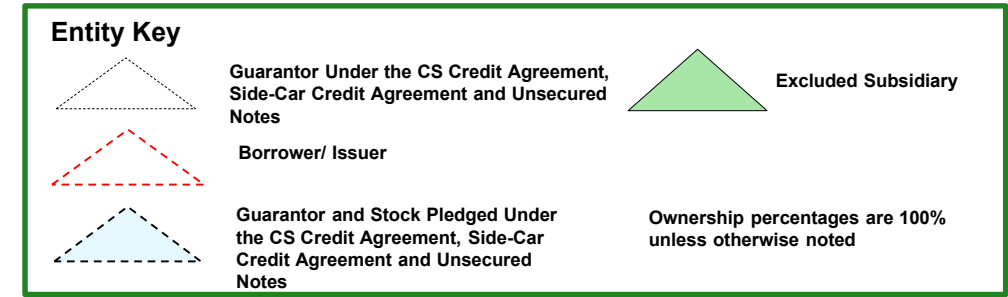 Entity Key
Guarantor Under the CS Credit Agreement,
Side-Car Credit Agreement and Unsecured
Notes
Excluded Subsidiary
Borrower/ Issuer
Guarantor and Stock Pledged Under
the CS Credit Agreement, Side-Car
Credit Agreement and Unsecured
Notes
Ownership percentages are 100%
unless otherwise noted